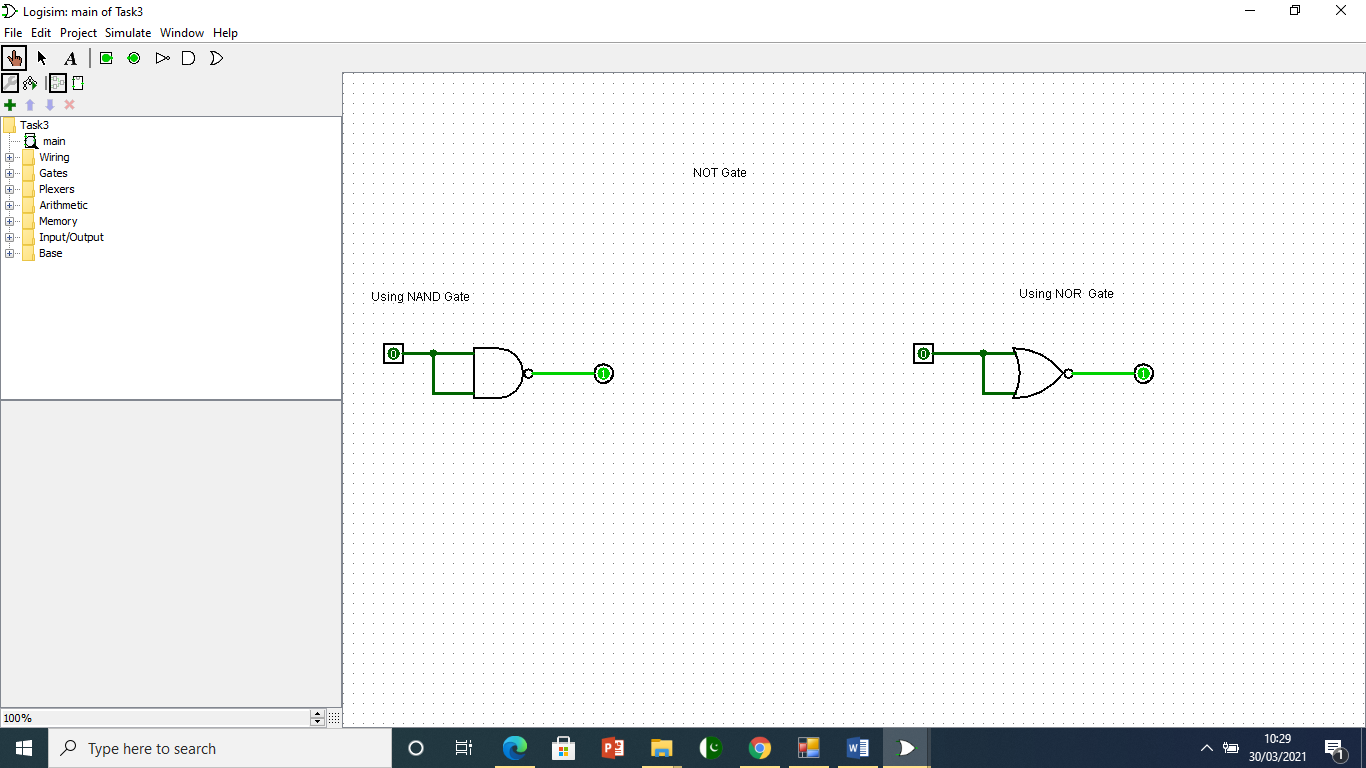 Logisim: main of Task3
File Edit Project Simulate Window Help
A
Task3
main
Wiring
Gates
Plexers
Arithmetic
Memory
Input/Output
Base
NOT Gate
Using NAND Gate
Using NOR  Gate
0
1
0
1
100%
Type here to search
10:29
30/03/2021
1